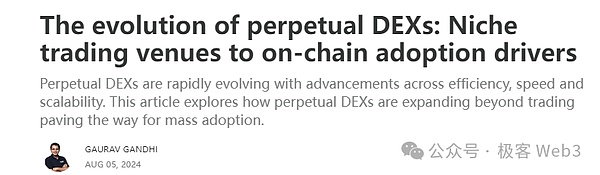 The evolution of perpetual DEXs: Niche
trading venues to on-chain adoption drivers
Perpetual DEXs are rapidly evolving with advancements across efficiency, speed and
scalability. This article explores how perpetual DEXs are expanding beyond trading
paving the way for mass adoption.
GAURAV GANDHI
AUG 05, 2024
公众号 · 极客 Web3